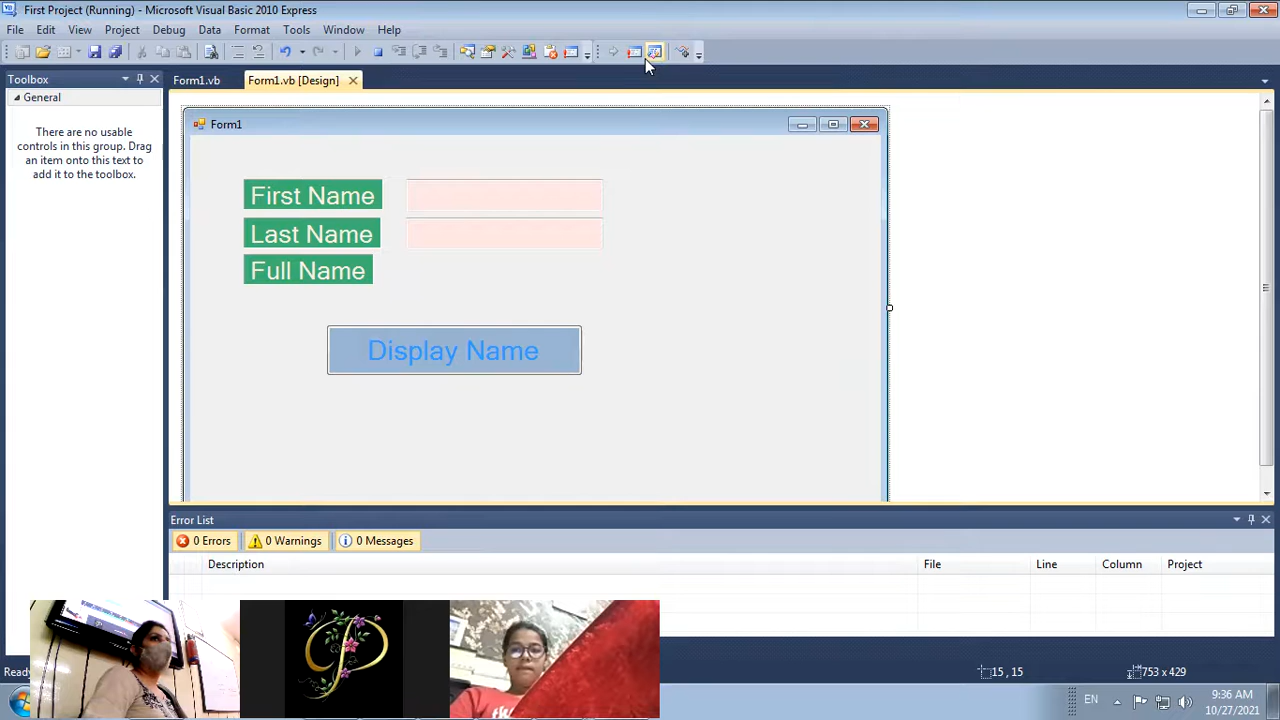 First Project (Running) - Microsoft Visual Basic 2010 Express
File Edit View Project Debug Data Format Tools Window Help
Toolbox
Form1.vb
Form1.vb [Design]
General
There are no usable
controls in this group. Drag
an item onto this text to
add it to the toolbox.
Form1
First Name
Last Name
Full Name
Display Name
Error List
0 Errors
0 Warnings
0 Messages
Description
File
Line
Column
Project
15 , 15
753 x 429
EN
9:36 AM
10/27/2021